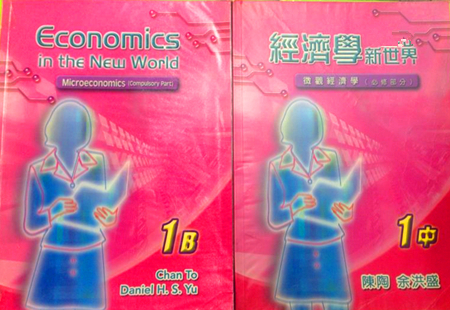 Economics
in the New World
Microeconomics (Compulsory Part)
1B
Chan To
Daniel H. S. Yu
經濟學新世界
微觀經濟學(必修部分)
1中
陳陶 余洪盛